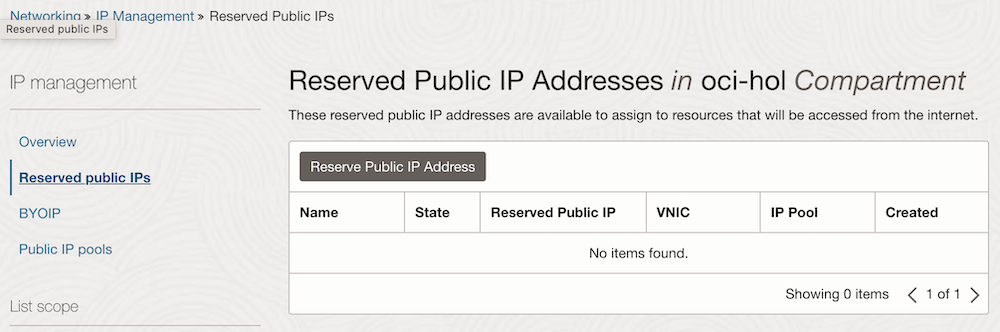 Networking » IP Management » Reserved Public IPs
Reserved public IPs
IP management
Overview
Reserved public IPs
BYOIP
Public IP pools
List scope
Reserved Public IP Addresses in oci-hol Compartment
These reserved public IP addresses are available to assign to resources that will be accessed from the internet.
Reserve Public IP Address
Name State Reserved Public IP VNIC IP Pool Created
No items found.
Showing 0 items < 1 of 1 >